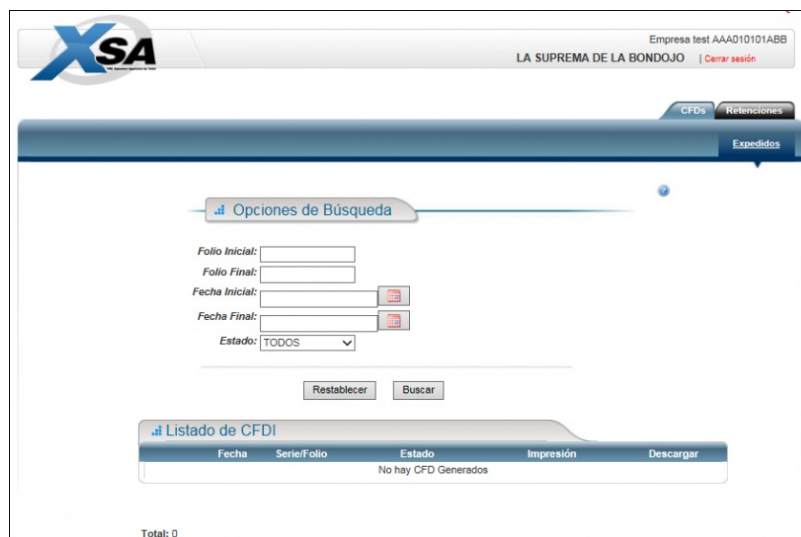 XSA
Empresa test AAA010101ABB
LA SUPREMA DE LA BONDOJO | Cerrar sesión
CFDs Retenciones
Expedidos
Opciones de Búsqueda
Folio Inicial:
Folio Final:
Fecha Inicial:
Fecha Final:
Estado: TODOS
Restablecer Buscar
Listado de CFDI
Fecha Serie/Folio Estado Impresión Descargar
No hay CFD Generados
Total: 0